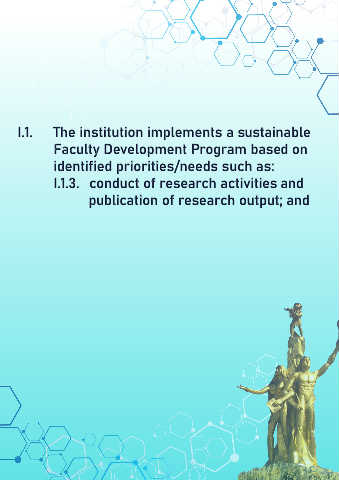 I.1. The institution implements a sustainable
Faculty Development Program based on
identified priorities/needs such as:
I.1.3. conduct of research activities and
publication of research output; and